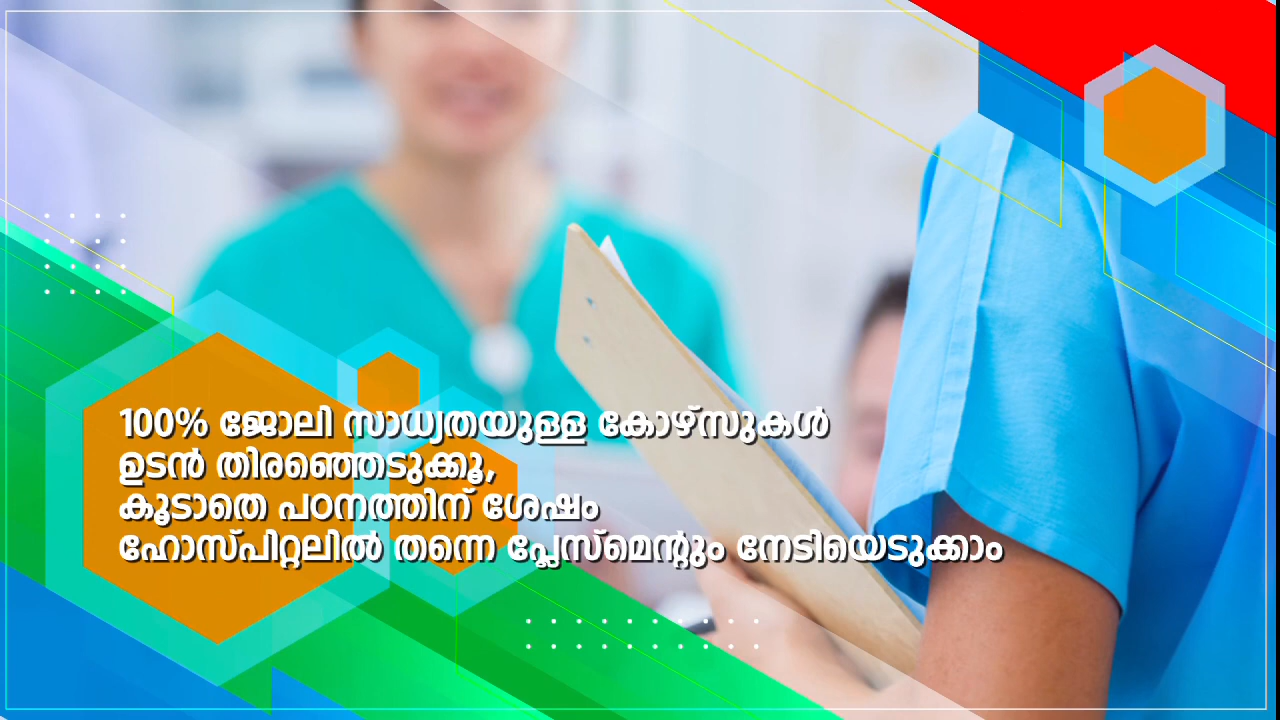 100% ജോലി സാധ്യതയുള്ള കോഴ്സുകൾ
ഉടൻ തിരഞ്ഞെടുക്കൂ,
കൂടാതെ പഠനത്തിന് ശേഷം
ഹോസ്പിറ്റലിൽ തന്നെ പ്ലേസ്മെന്റും നേടിയെടുക്കാം